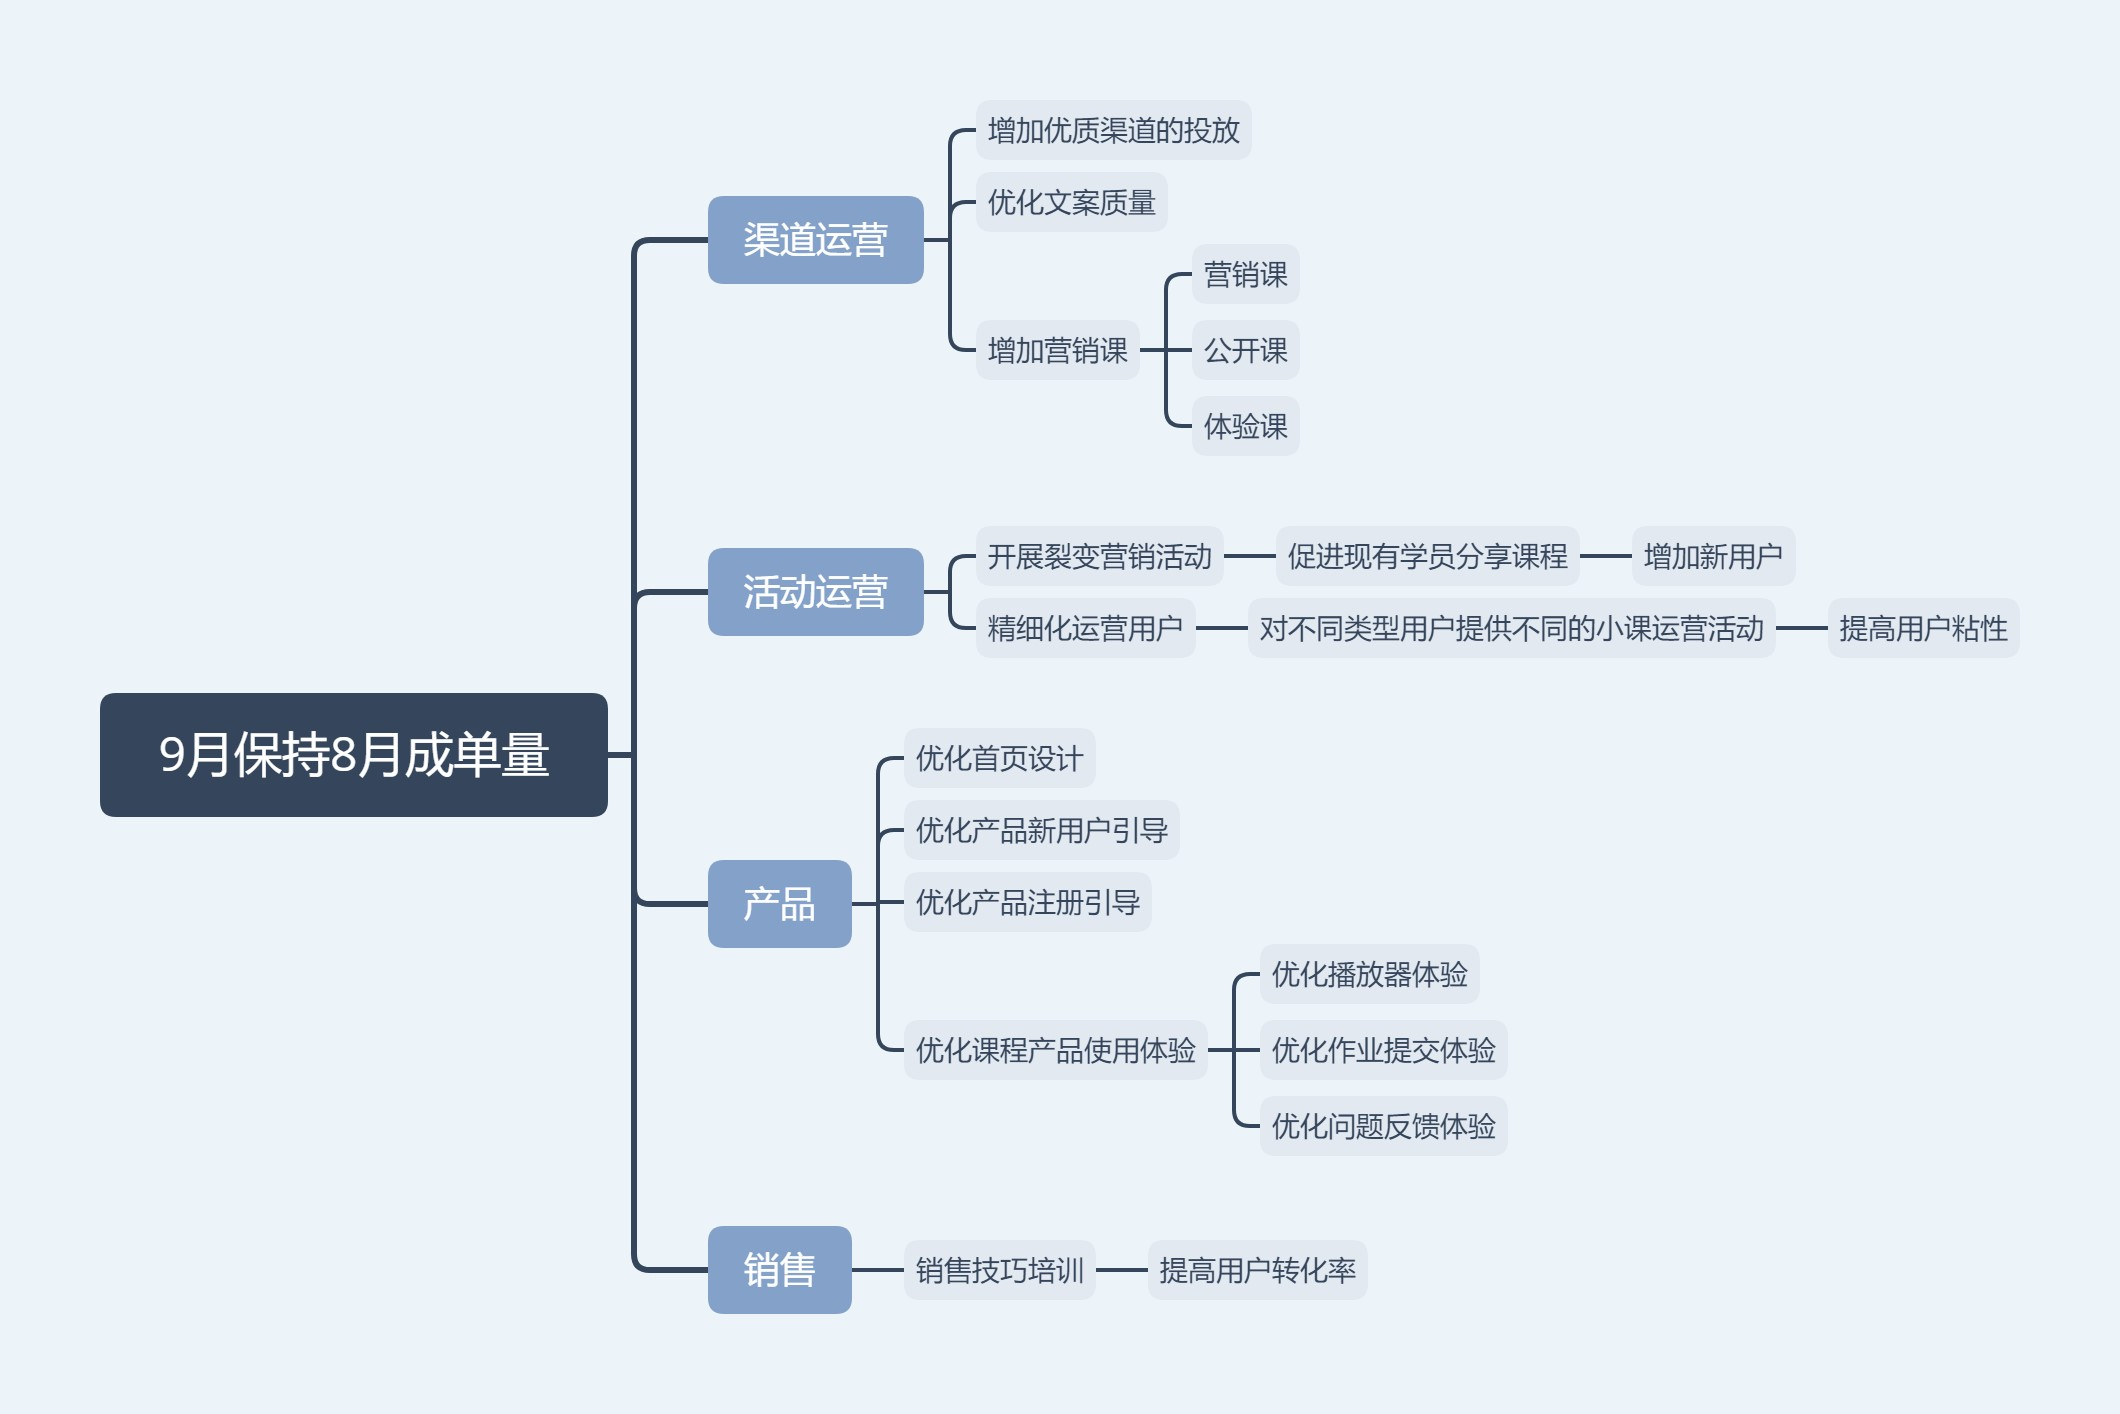 9月保持8月成单量
渠道运营
增加优质渠道的投放
优化文案质量
增加营销课
营销课
公开课
体验课
活动运营
开展裂变营销活动
促进现有学员分享课程
增加新用户
精细化运营用户
对不同类型用户提供不同的小课运营活动
提高用户粘性
产品
优化首页设计
优化产品新用户引导
优化产品注册引导
优化课程产品使用体验
优化播放器体验
优化作业提交体验
优化问题反馈体验
销售
销售技巧培训
提高用户转化率